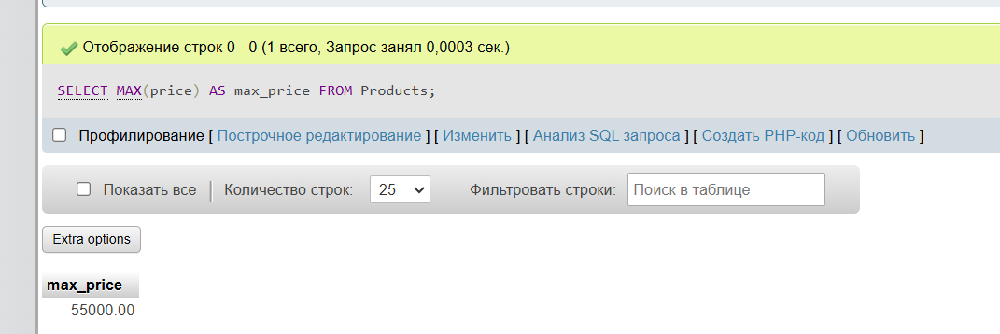 Отображение строк 0 - 0 (1 всего, Запрос занял 0,0003 сек.)
SELECT MAX(price) AS max_price FROM Products;
Профилирование [ Построчное редактирование ] [ Изменить ] [ Анализ SQL запроса ] [ Создать PHP-код ] [ Обновить ]
Показать все | Количество строк: 25 Фильтровать строки: Поиск в таблице
Extra options
max_price
55000.00